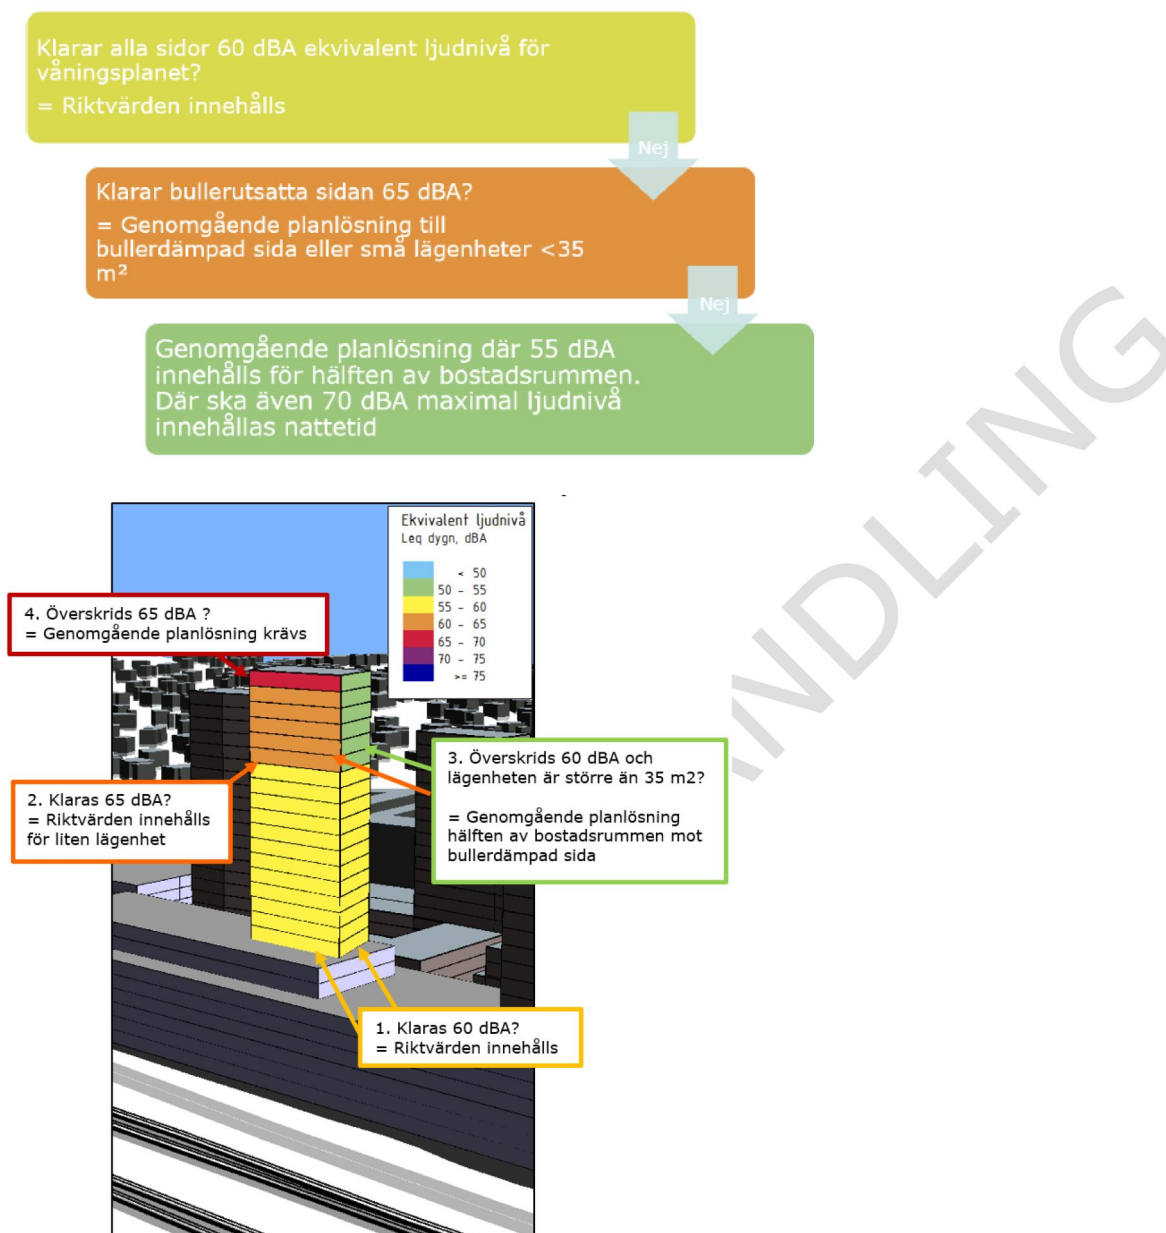 Klarar alla sidor 60 dBA ekvivalent ljudnivå för
våningsplanet?
= Riktvärden innehålls
Nej
Klarar bullerutsatta sidan 65 dBA?
= Genomgående planlösning till
bullerdämpad sida eller små lägenheter <35
m²
Nej
Genomgående planlösning där 55 dBA
innehålls för hälften av bostadsrummen.
Där ska även 70 dBA maximal ljudnivå
innehållas nattetid
Ekvivalent ljudnivå
Leq dygn, dBA
< 50
50 - 55
55 - 60
60 - 65
65 - 70
70 - 75
>= 75
4. Överskrids 65 dBA ?
= Genomgående planlösning krävs
3. Överskrids 60 dBA och
lägenheten är större än 35 m2?
= Genomgående planlösning
hälften av bostadsrummen mot
bullerdämpad sida
2. Klaras 65 dBA?
= Riktvärden innehålls
för liten lägenhet
1. Klaras 60 dBA?
= Riktvärden innehålls
NDLING